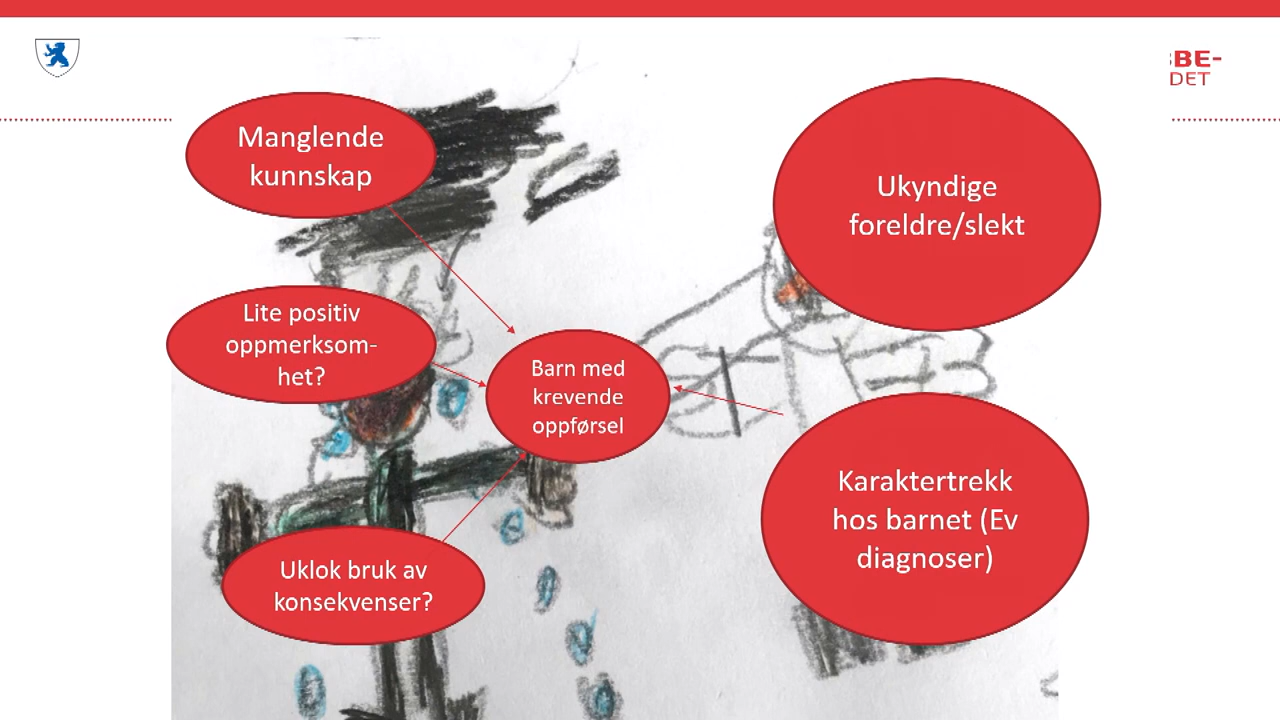 BE-
DET
Manglende
kunnskap
Ukyndige
foreldre/slekt
Lite positiv
oppmerksom-
het?
Barn med
krevende
oppførsel
Karaktertrekk
hos barnet (Ev
diagnoser)
Uklok bruk av
konsekvenser?